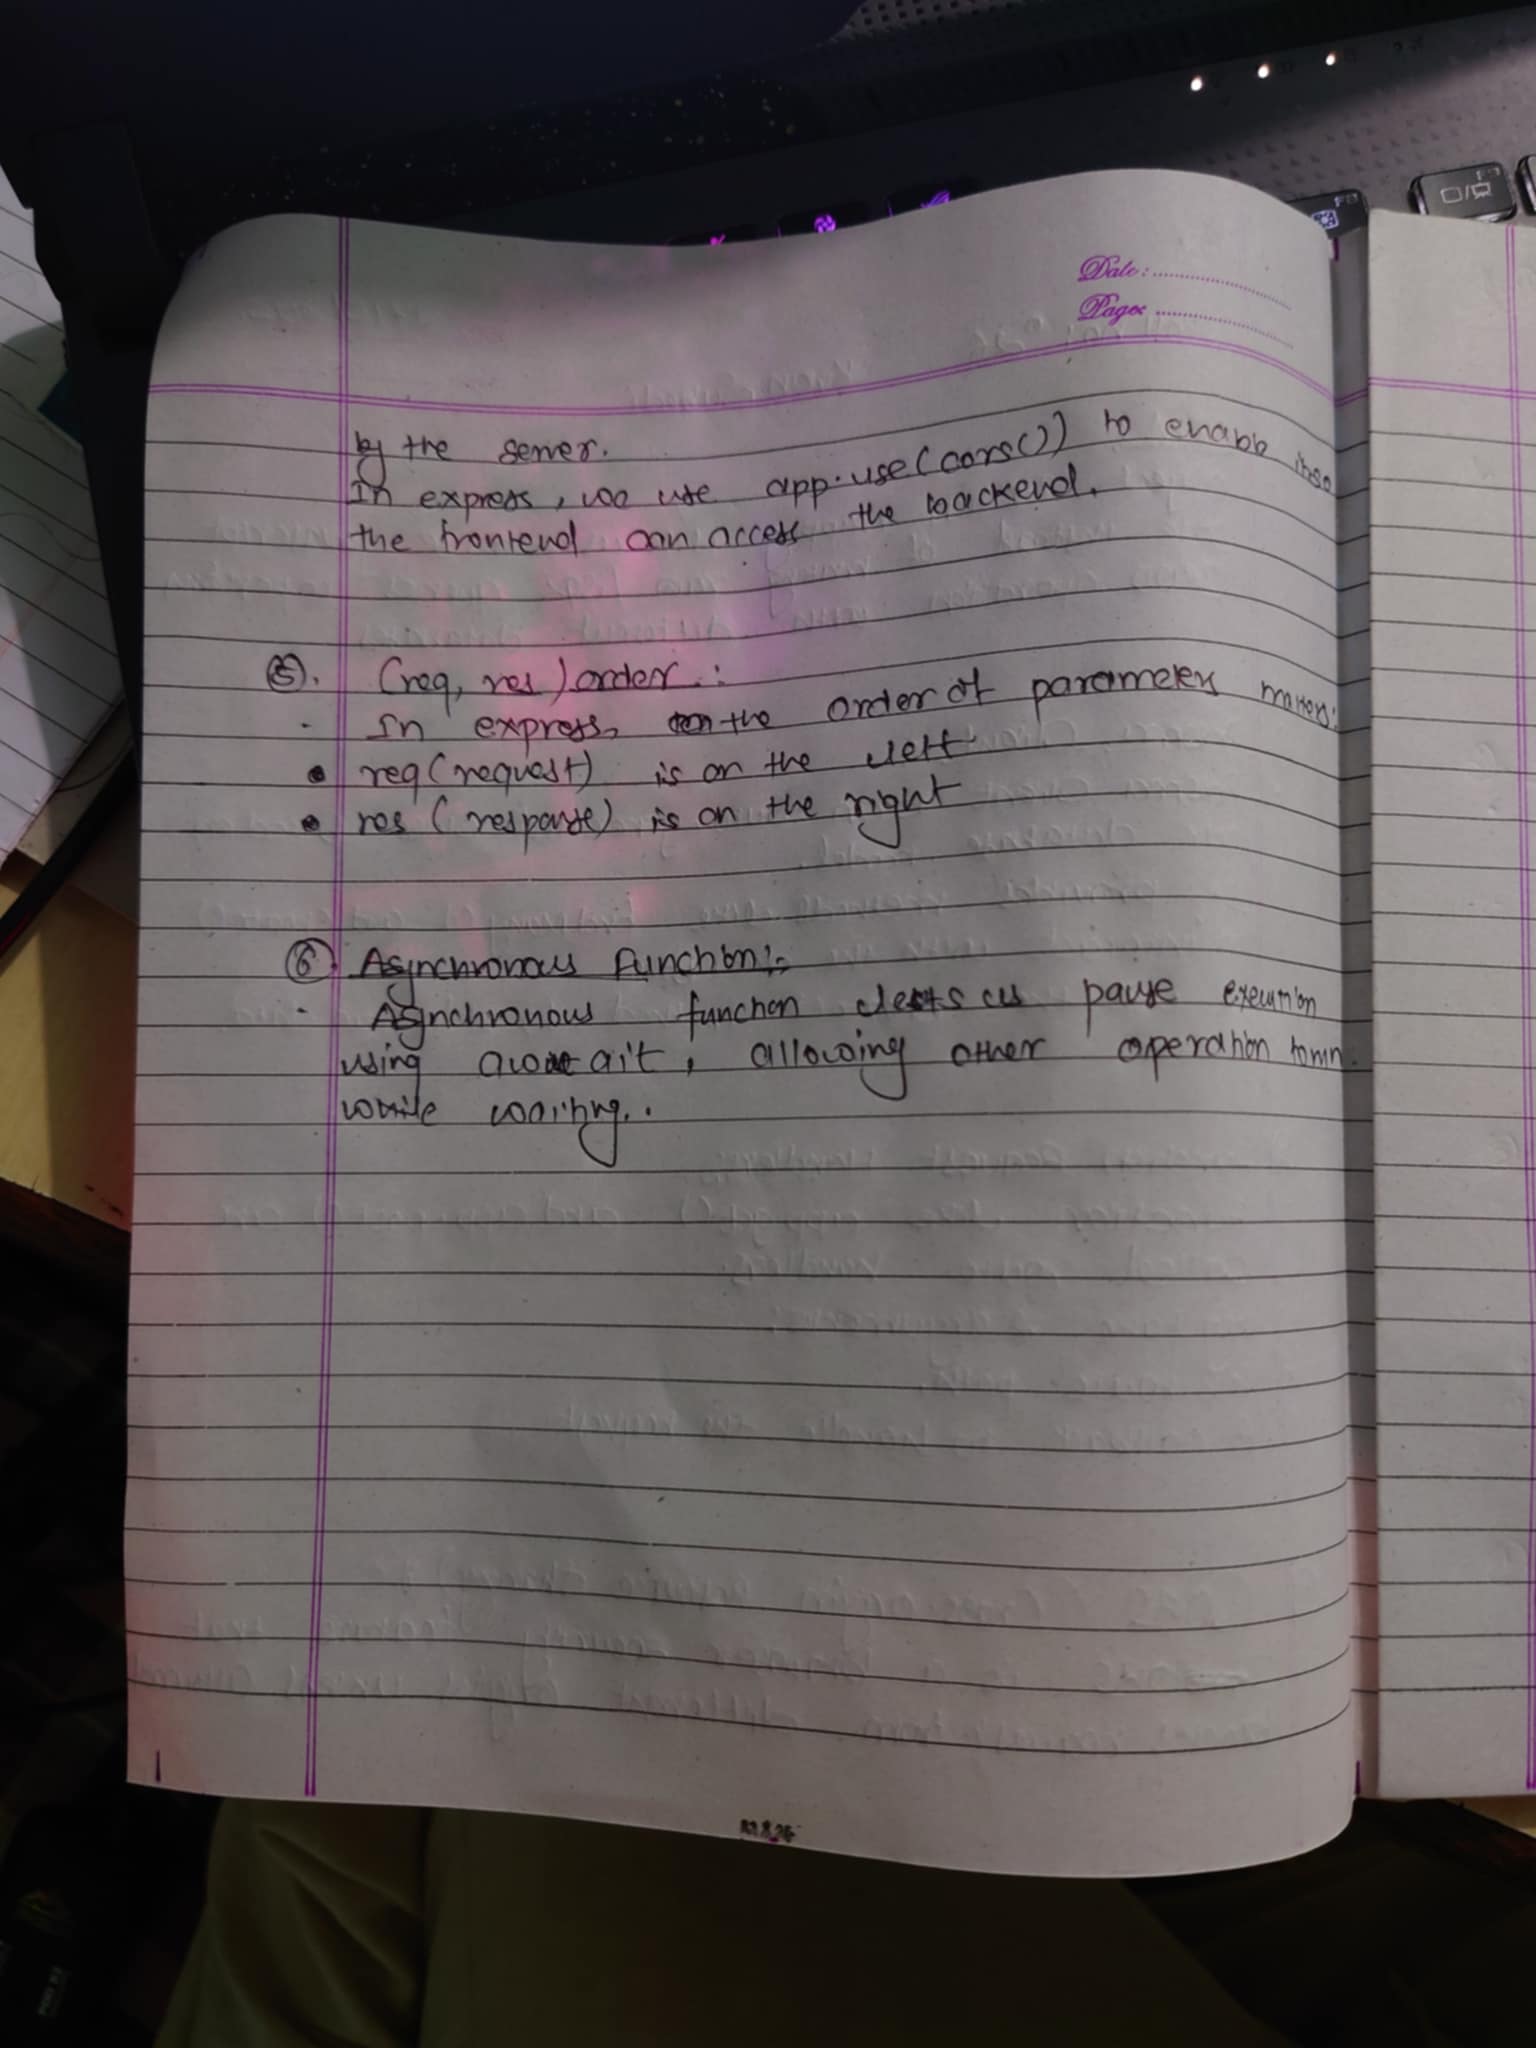 Date:
Page:
by the server.
In express, we use app.use(cors()) to enable it so
the frontend can access the backend.
5. (req, res) order:
In express, the order of parameters matters:
req (request) is on the left
res (response) is on the right
6 Asynchronous Function:-
Asynchronous function lets us pause execution
using await, allowing other operation to run
while waiting.